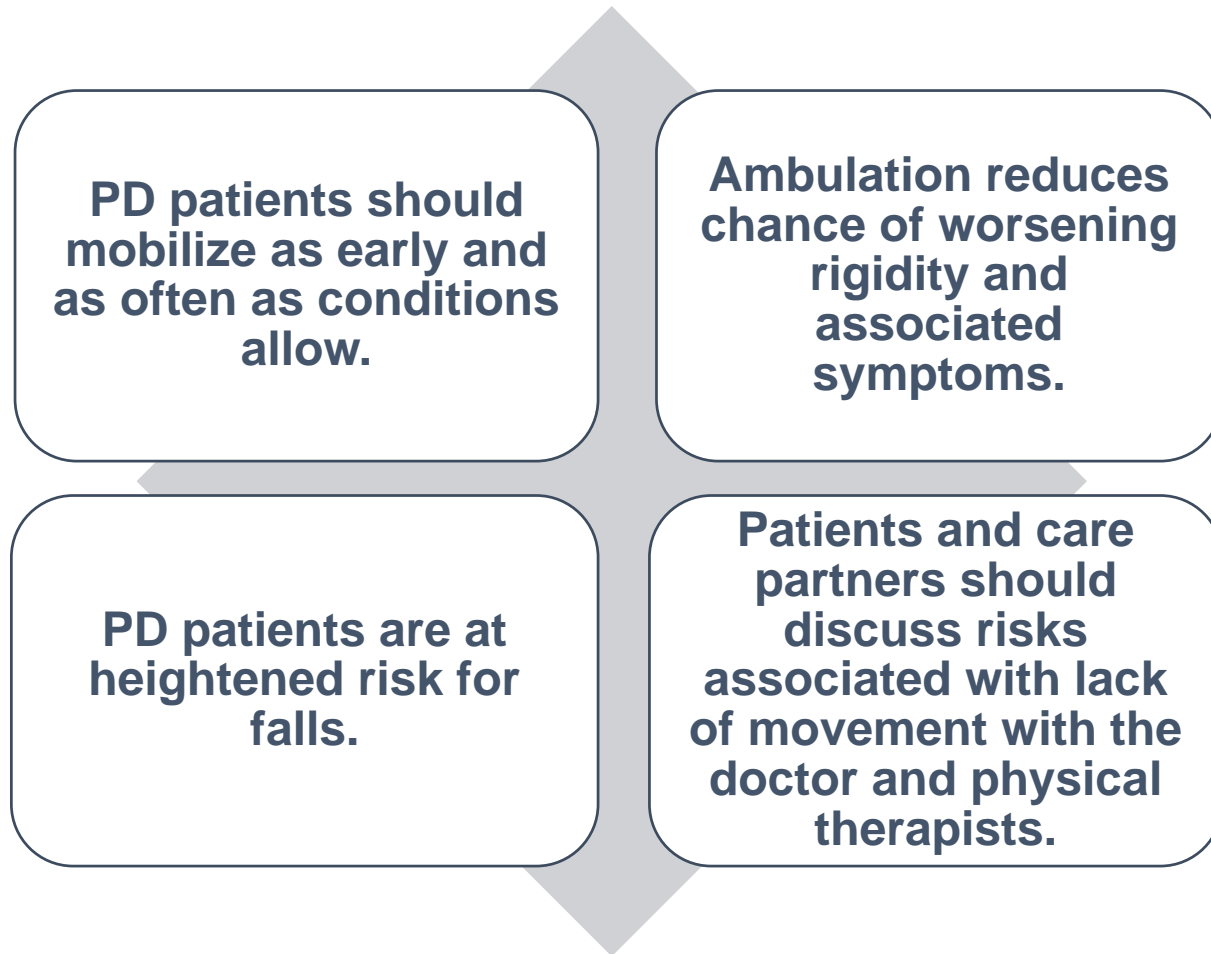 PD patients should
mobilize as early and
as often as conditions
allow.
Ambulation reduces
chance of worsening
rigidity and
associated
symptoms.
PD patients are at
heightened risk for
falls.
Patients and care
partners should
discuss risks
associated with lack
of movement with the
doctor and physical
therapists.